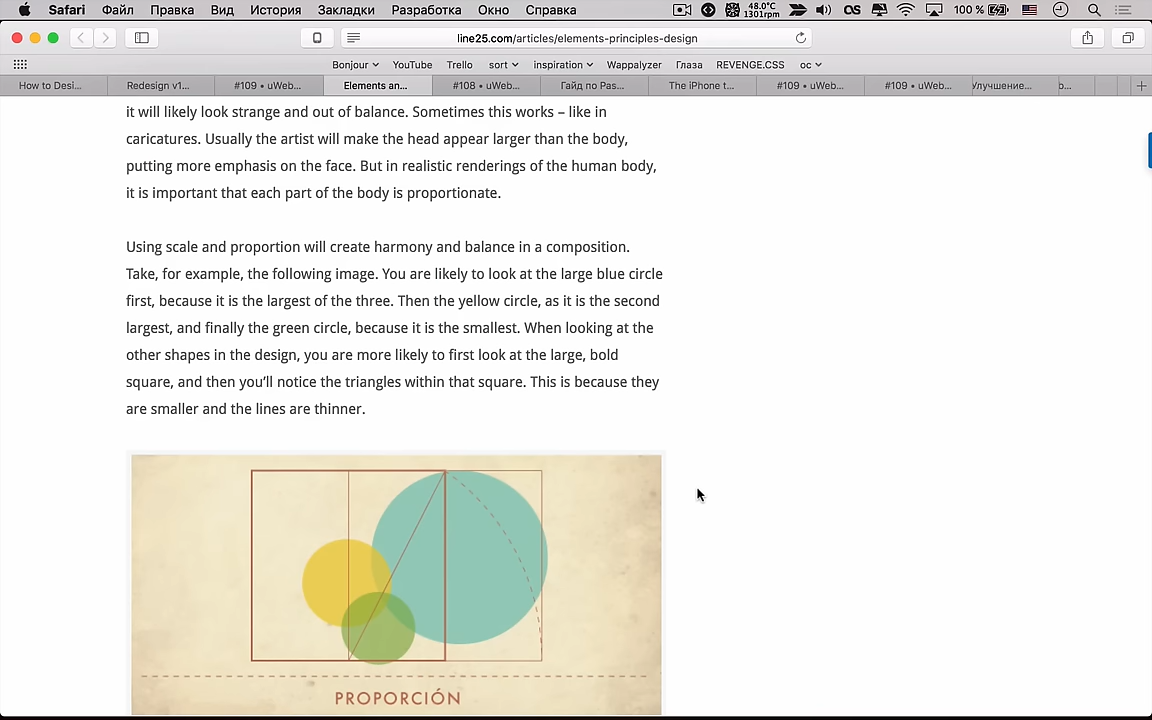 Safari Файл Правка Вид История Закладки Разработка Окно Справка 48.0°C 1301rpm 100 %
line25.com/articles/elements-principles-design
Bonjour YouTube Trello sort inspiration Wappalyzer Глаза REVENGE.CSS ос
How to Desi... Redesign v1... #109 • uWeb... Elements an... #108 • uWeb... Гайд по Pas... The iPhone t... #109 • uWeb... #109 • uWeb... Улучшение... b...
it will likely look strange and out of balance. Sometimes this works – like in
caricatures. Usually the artist will make the head appear larger than the body,
putting more emphasis on the face. But in realistic renderings of the human body,
it is important that each part of the body is proportionate.
Using scale and proportion will create harmony and balance in a composition.
Take, for example, the following image. You are likely to look at the large blue circle
first, because it is the largest of the three. Then the yellow circle, as it is the second
largest, and finally the green circle, because it is the smallest. When looking at the
other shapes in the design, you are more likely to first look at the large, bold
square, and then you'll notice the triangles within that square. This is because they
are smaller and the lines are thinner.
PROPORCIÓN